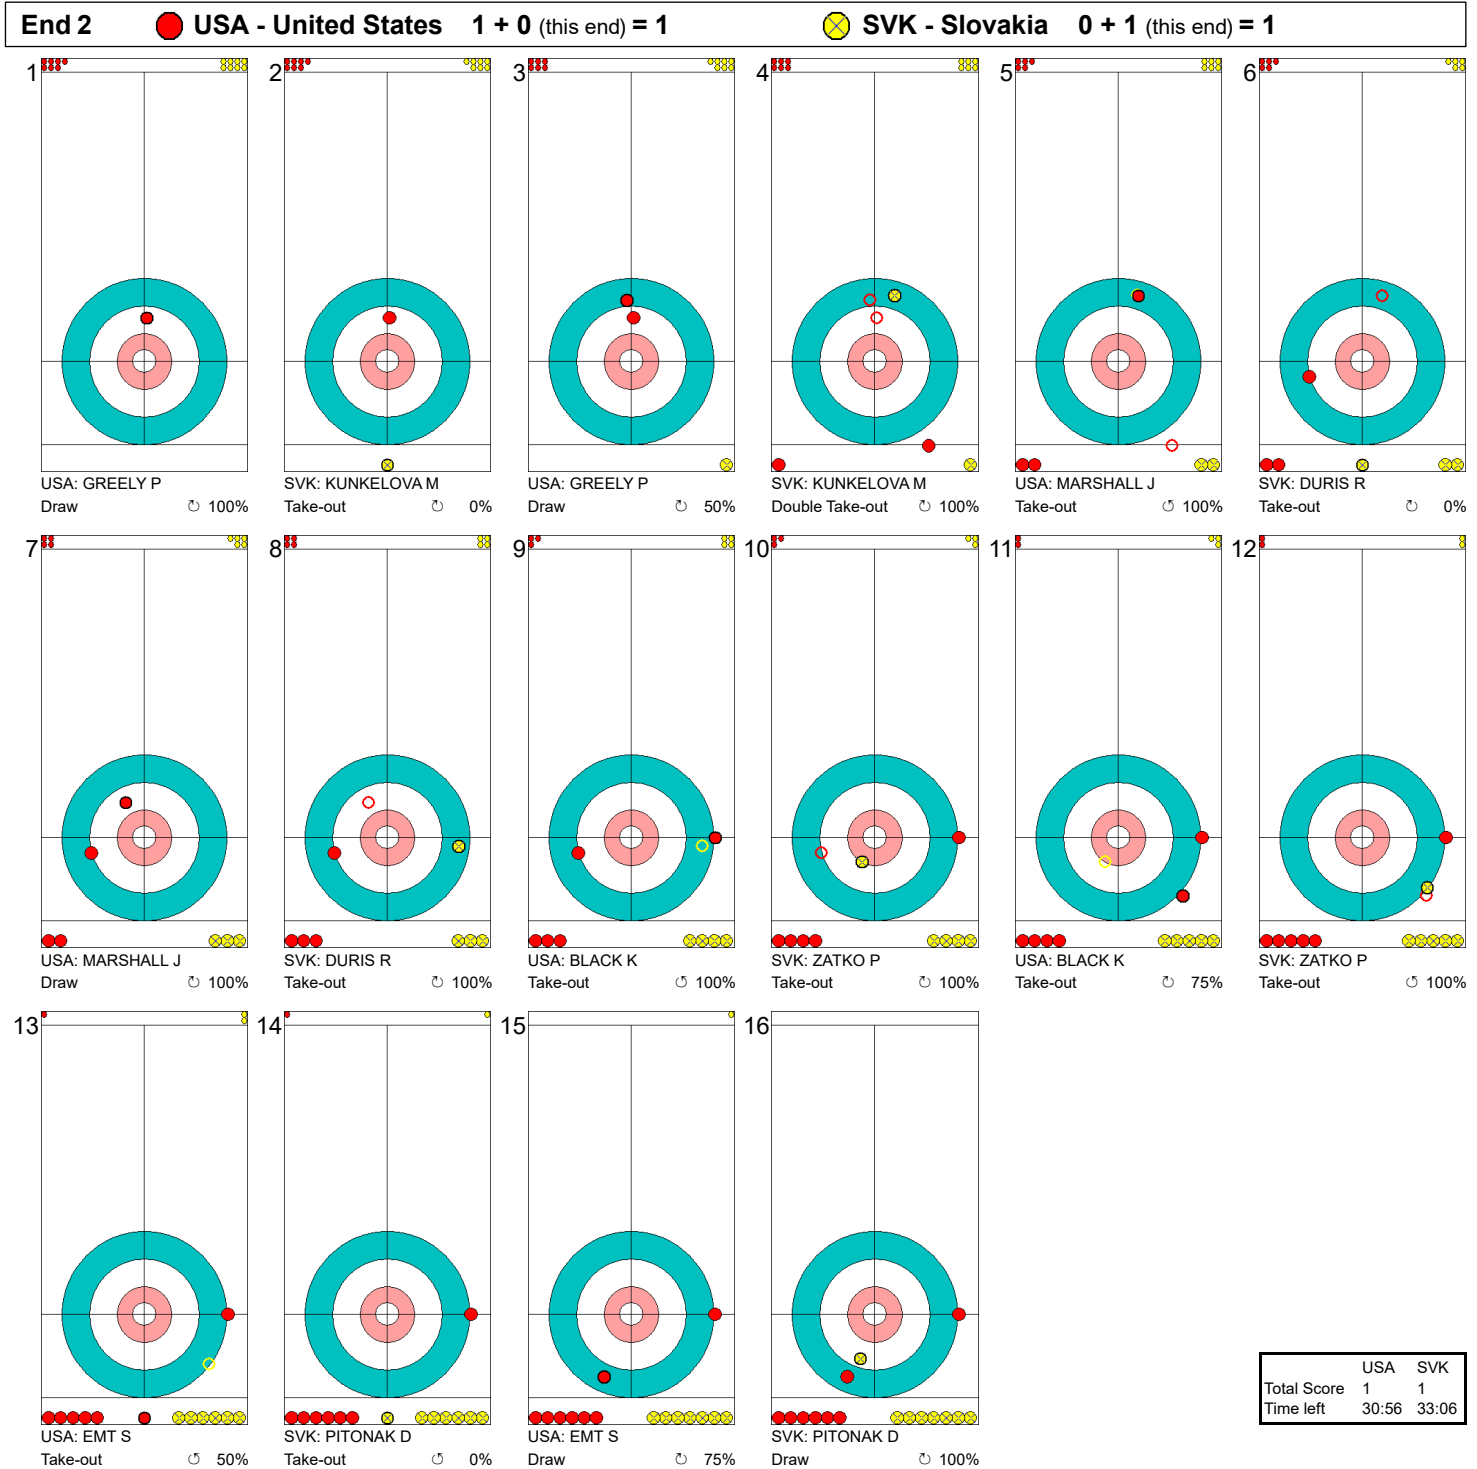 End 2 USA - United States 1 + 0 (this end) = 1 SVK - Slovakia 0 + 1 (this end) = 1
1
USA: GREELY P
Draw ↻ 100%
2
SVK: KUNKELOVA M
Take-out ↻ 0%
3
USA: GREELY P
Draw ↻ 50%
4
SVK: KUNKELOVA M
Double Take-out ↻ 100%
5
USA: MARSHALL J
Take-out ↺ 100%
6
SVK: DURIS R
Take-out ↺ 0%
7
USA: MARSHALL J
Draw ↻ 100%
8
SVK: DURIS R
Take-out ↻ 100%
9
USA: BLACK K
Take-out ↺ 100%
10
SVK: ZATKO P
Take-out ↻ 100%
11
USA: BLACK K
Take-out ↻ 75%
12
SVK: ZATKO P
Take-out ↺ 100%
13
USA: EMT S
Take-out ↺ 50%
14
SVK: PITONAK D
Take-out ↺ 0%
15
USA: EMT S
Draw ↻ 75%
16
SVK: PITONAK D
Draw ↻ 100%
USA SVK
Total Score 1 1
Time left 30:56 33:06